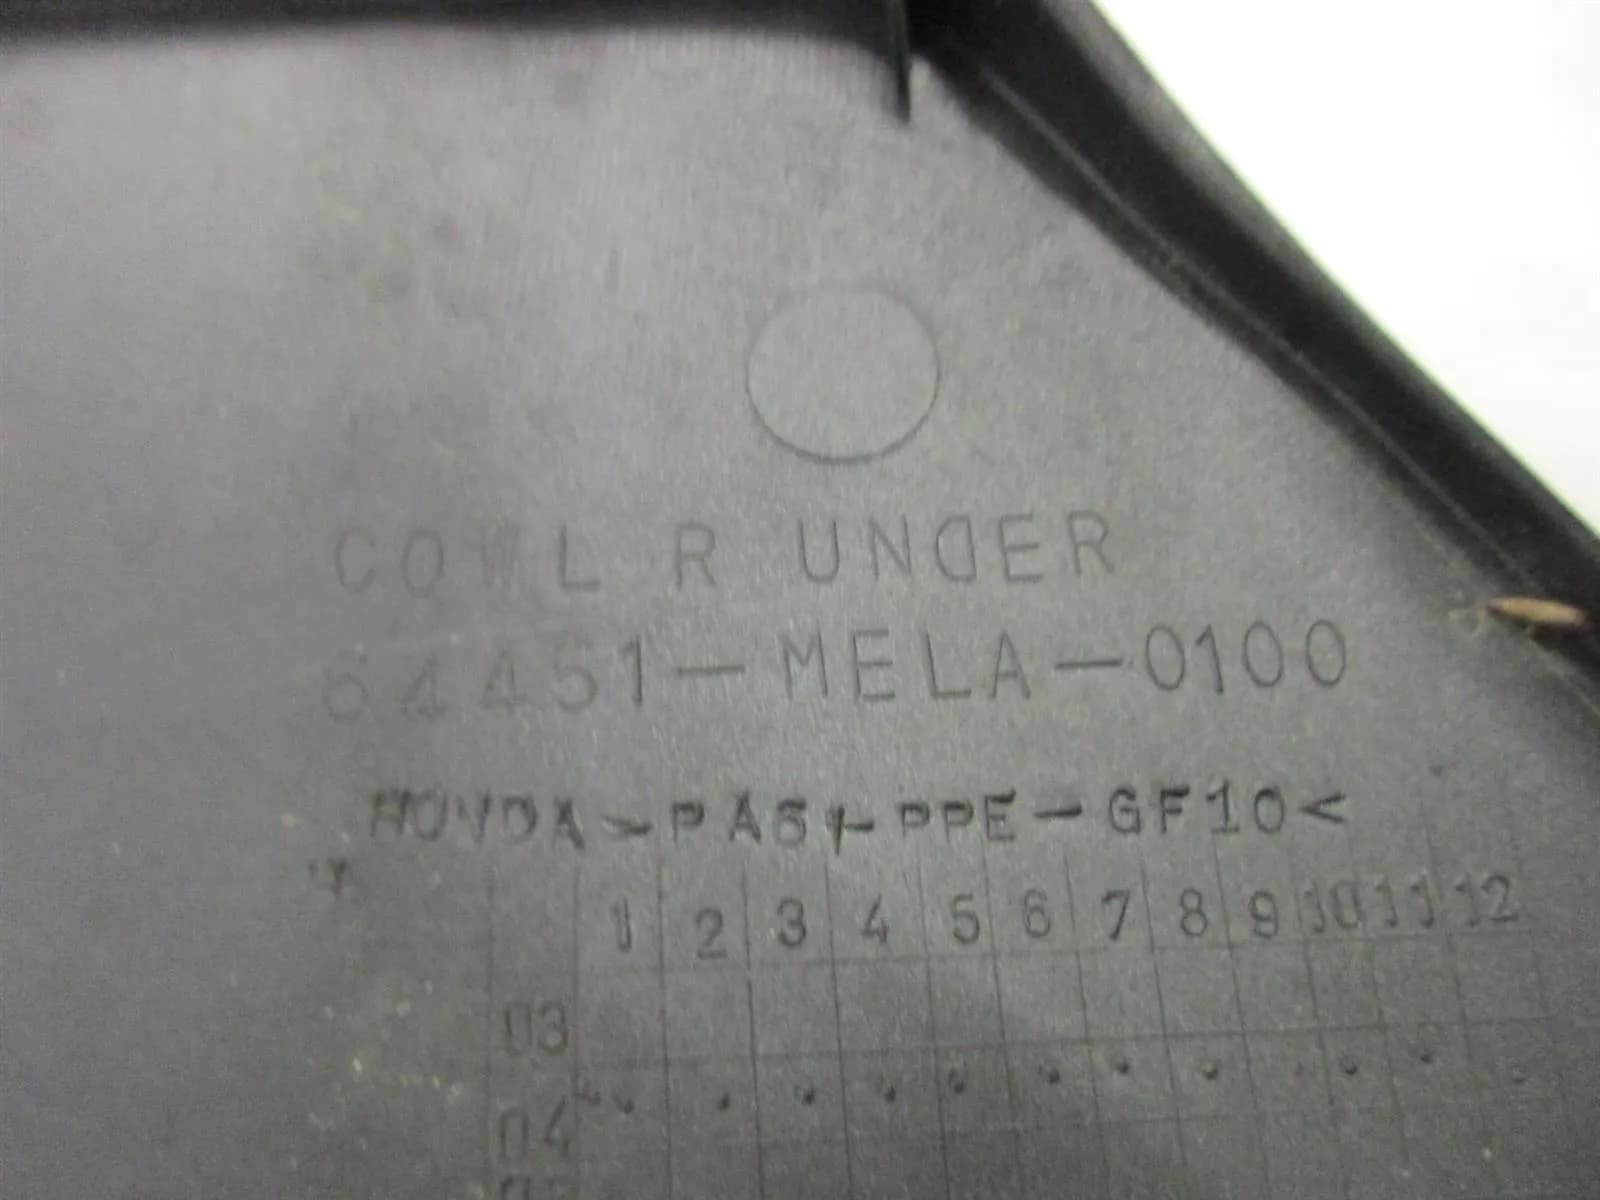 COWL R UNDER
64451-MELA-0100
HONDA >-PA6+PPE-GF10<
1 2 3 4 5 6 7 8 9 10 11 12
03
04